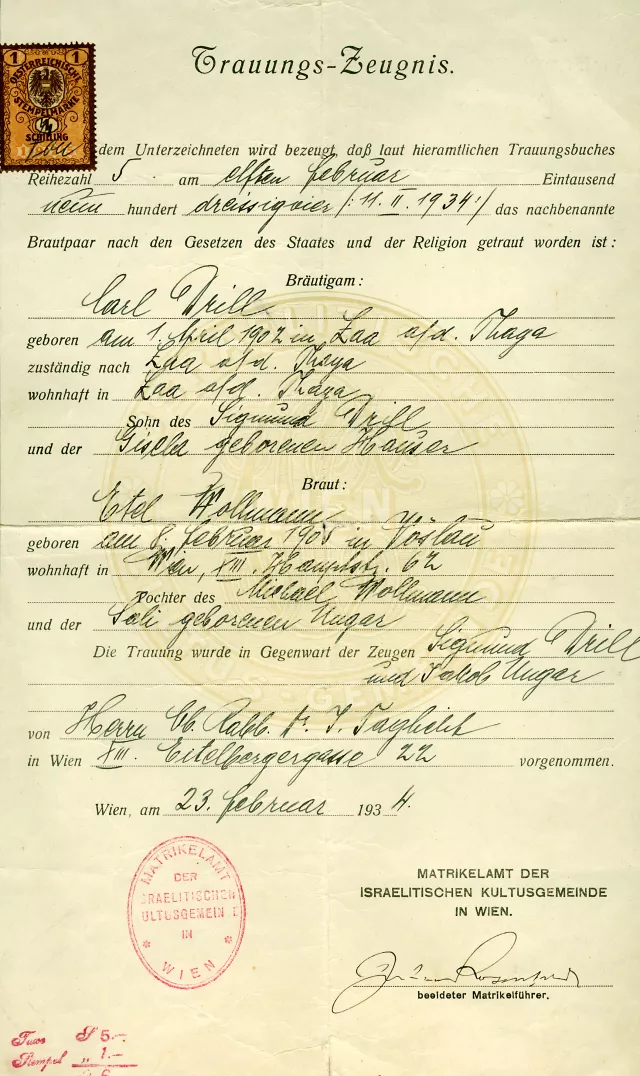 Trauungs-Zeugnis.
1 1
OESTERREICHISCHE
STEMPELMARKE
SCHILLING
Von dem Unterzeichneten wird bezeugt, daß laut hieramtlichen Trauungsbuches
Reihezahl 5 am elften Februar Eintausend
neun hundert dreissigvier /:11. II. 1934:/ das nachbenannte
Brautpaar nach den Gesetzen des Staates und der Religion getraut worden ist:
Bräutigam:
Carl Drill
geboren am 1. April 1902 in Laa a/d. Thaya
zuständig nach Laa a/d. Thaya
wohnhaft in Laa a/d. Thaya
Sohn des Sigmund Drill
und der Gisela geborenen Hauser
Braut:
Etel Wollmann
geboren am 8. Februar 1908 in Vöslau
wohnhaft in Wien, XIII. Hauptstr. 62
Tochter des Michael Wollmann
und der Sali geborenen Ungar
Die Trauung wurde in Gegenwart der Zeugen Sigmund Drill
und Jakob Ungar
von Herrn Ob. Rabb. Dr. I. Taglicht
in Wien XIII. Eitelbergergasse 22 vorgenommen.
Wien, am 23. Februar 1934.
MATRIKELAMT
DER
ISRAELITISCHEN
KULTUSGEMEINDE
IN
WIEN
MATRIKELAMT DER
ISRAELITISCHEN KULTUSGEMEINDE
IN WIEN.
beeideter Matrikelführer.
Taxe S 5.-
Stempel „ 1.-
6